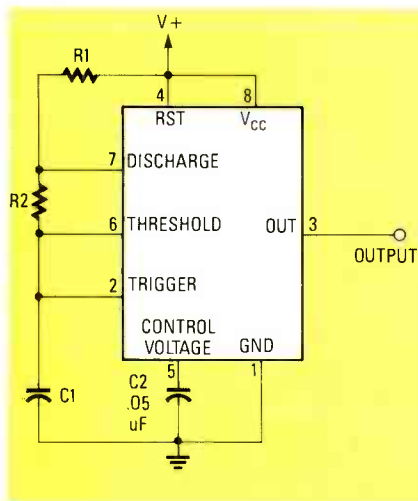 V+
R1
4
8
RST
VCC
7
DISCHARGE
R2
6
THRESHOLD
OUT
3
OUTPUT
2
TRIGGER
CONTROL
VOLTAGE
GND
5
1
C1
C2
.05
uF